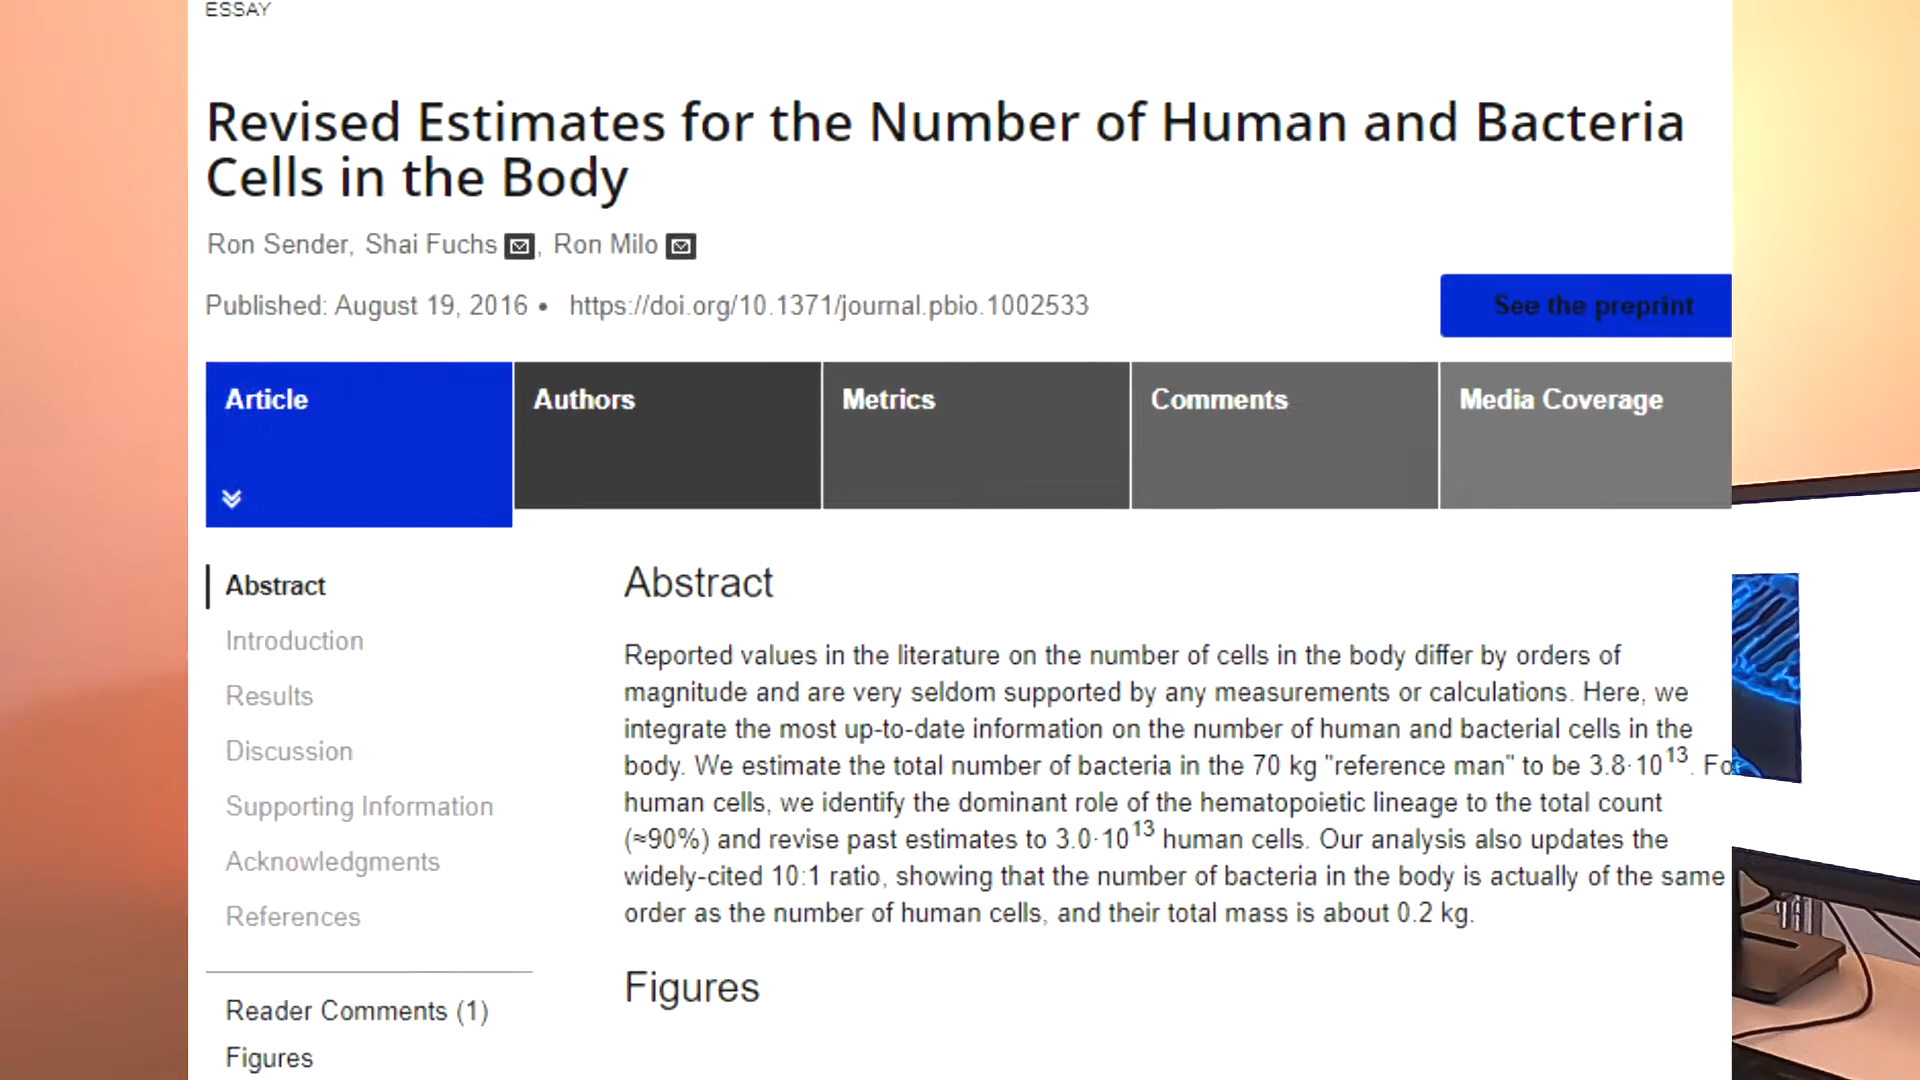 ESSAY
Revised Estimates for the Number of Human and Bacteria
Cells in the Body
Ron Sender, Shai Fuchs, Ron Milo
Published: August 19, 2016 • https://doi.org/10.1371/journal.pbio.1002533
See the preprint
Article
Authors
Metrics
Comments
Media Coverage
Abstract
Introduction
Results
Discussion
Supporting Information
Acknowledgments
References
Reader Comments (1)
Figures
Abstract
Reported values in the literature on the number of cells in the body differ by orders of
magnitude and are very seldom supported by any measurements or calculations. Here, we
integrate the most up-to-date information on the number of human and bacterial cells in the
body. We estimate the total number of bacteria in the 70 kg "reference man" to be 3.8·10¹³. Fo
human cells, we identify the dominant role of the hematopoietic lineage to the total count
(≈90%) and revise past estimates to 3.0·10¹³ human cells. Our analysis also updates the
widely-cited 10:1 ratio, showing that the number of bacteria in the body is actually of the same
order as the number of human cells, and their total mass is about 0.2 kg.
Figures